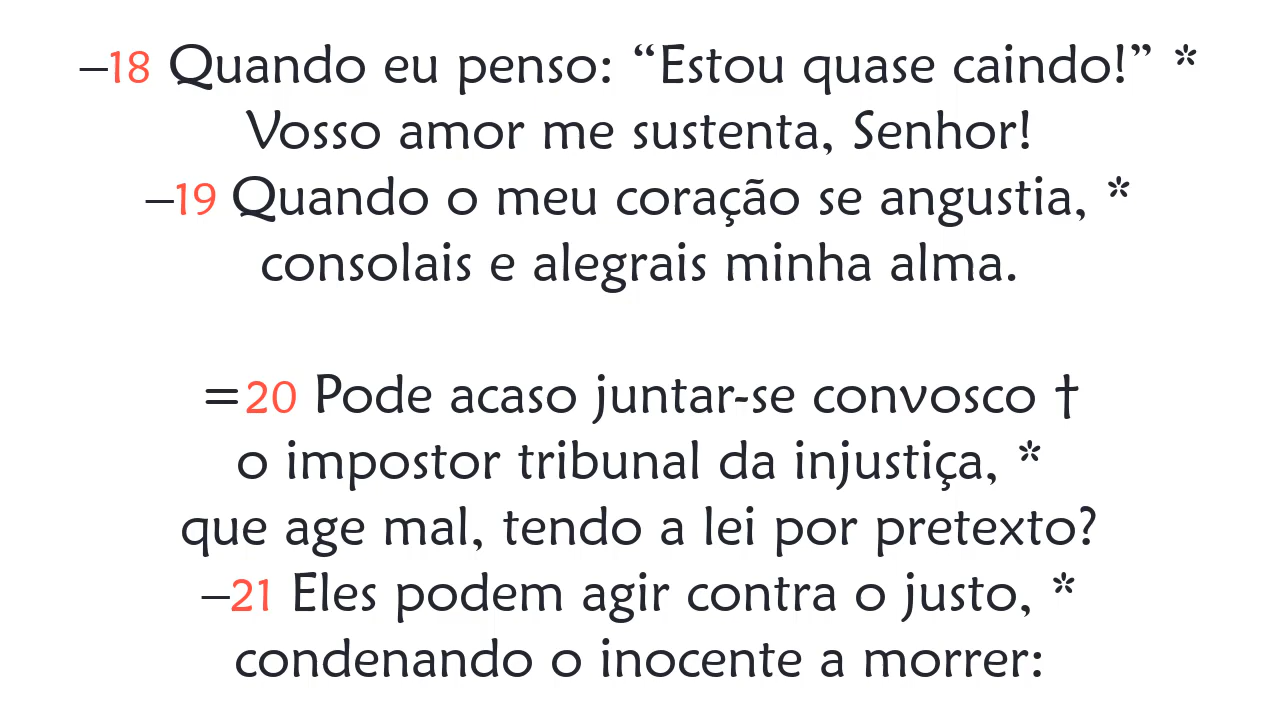 –18 Quando eu penso: “Estou quase caindo!” *
Vosso amor me sustenta, Senhor!
–19 Quando o meu coração se angustia, *
consolais e alegrais minha alma.
=20 Pode acaso juntar-se convosco †
o impostor tribunal da injustiça, *
que age mal, tendo a lei por pretexto?
–21 Eles podem agir contra o justo, *
condenando o inocente a morrer: